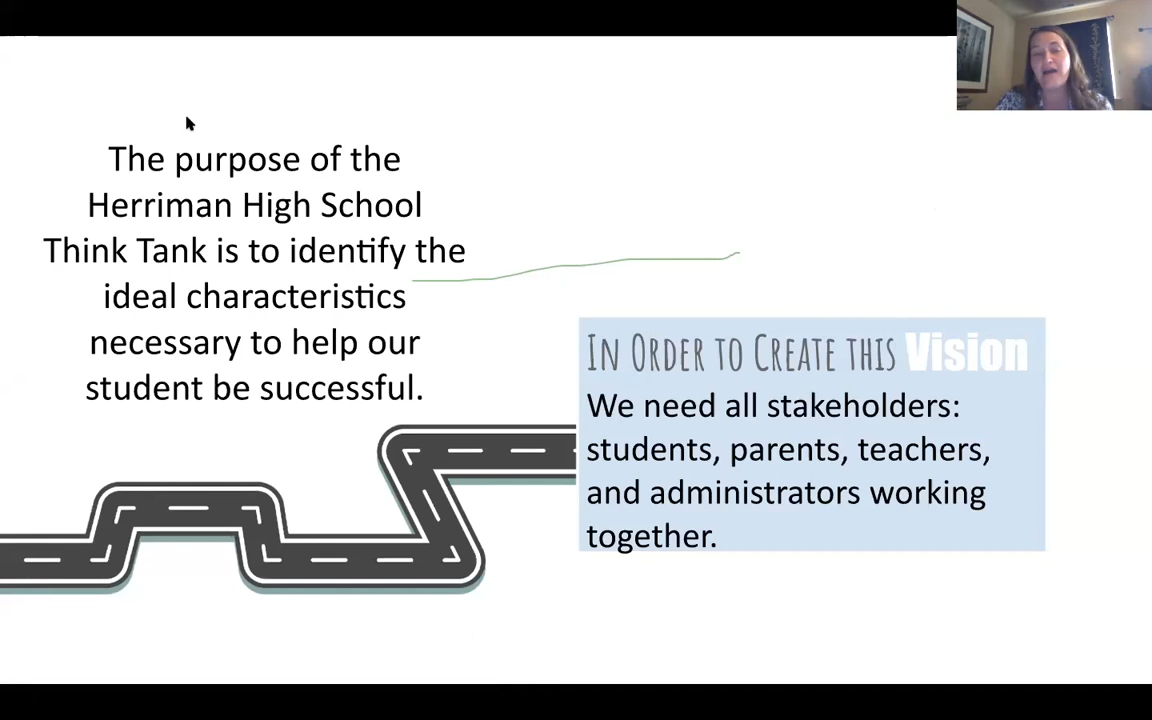 The purpose of the
Herriman High School
Think Tank is to identify the
ideal characteristics
necessary to help our
student be successful.
In Order to Create this Vision
We need all stakeholders:
students, parents, teachers,
and administrators working
together.